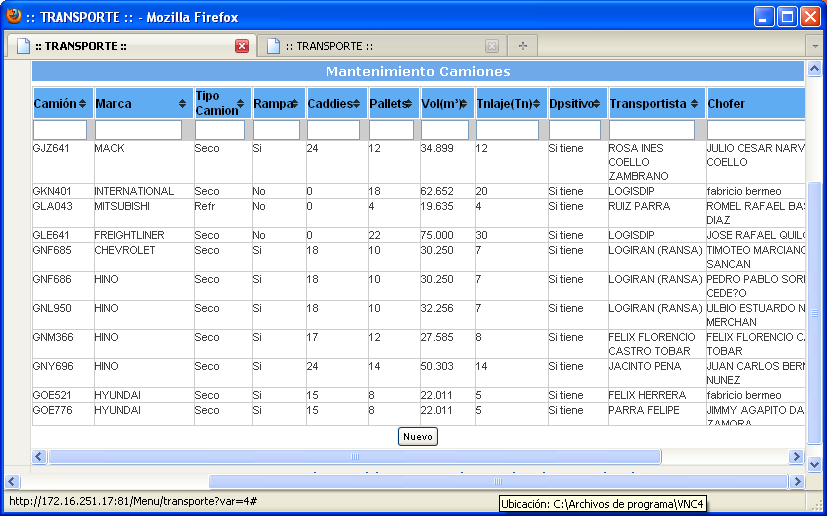 :: TRANSPORTE :: - Mozilla Firefox
:: TRANSPORTE :: :: TRANSPORTE ::
Mantenimiento Camiones
Camión Marca Tipo Camion Rampa Caddies Pallets Vol(m³) Tnlaje(Tn) Dpsitivo Transportista Chofer
GJZ641 MACK Seco Si 24 12 34.899 12 Si tiene ROSA INES JULIO CESAR NARV
COELLO COELLO
ZAMBRANO
GKN401 INTERNATIONAL Seco No 0 18 62.652 20 Si tiene LOGISDIP fabricio bermeo
GLA043 MITSUBISHI Refr No 0 4 19.635 4 Si tiene RUIZ PARRA ROMEL RAFAEL BAS
DIAZ
GLE641 FREIGHTLINER Seco No 0 22 75.000 30 Si tiene LOGISDIP JOSE RAFAEL QUIL
GNF685 CHEVROLET Seco Si 18 10 30.250 7 Si tiene LOGIRAN (RANSA) TIMOTEO MARCIANO
SANCAN
GNF686 HINO Seco Si 18 10 30.250 7 Si tiene LOGIRAN (RANSA) PEDRO PABLO SOR
CEDE?O
GNL950 HINO Seco Si 18 10 32.256 7 Si tiene LOGIRAN (RANSA) ULBIO ESTUARDO N
MERCHAN
GNM366 HINO Seco Si 17 12 27.585 8 Si tiene FELIX FLORENCIO FELIX FLORENCIO C
CASTRO TOBAR TOBAR
GNY696 HINO Seco Si 24 14 50.303 14 Si tiene JACINTO PENA JUAN CARLOS BER
NUNEZ
GOE521 HYUNDAI Seco Si 15 8 22.011 5 Si tiene FELIX HERRERA fabricio bermeo
GOE776 HYUNDAI Seco Si 15 8 22.011 5 Si tiene PARRA FELIPE JIMMY AGAPITO DA
ZAMORA
Nuevo
http://172.16.251.17:81/Menu/transporte?var=4#
Ubicación: C:\Archivos de programa\VNC4